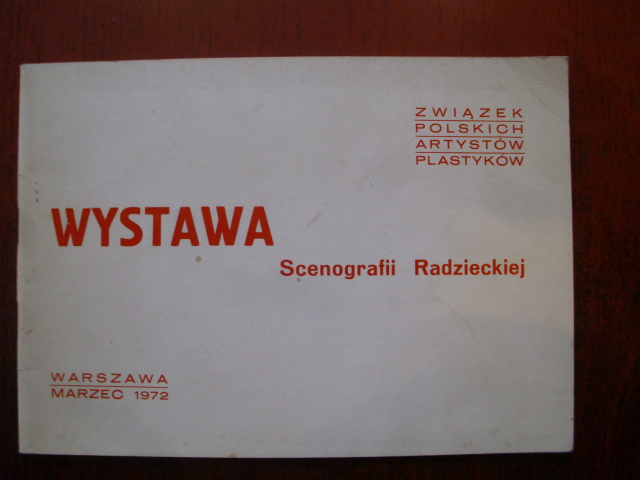 ZWIĄZEK
POLSKICH
ARTYSTÓW
PLASTYKÓW
WYSTAWA
Scenografii Radzieckiej
WARSZAWA
MARZEC 1972